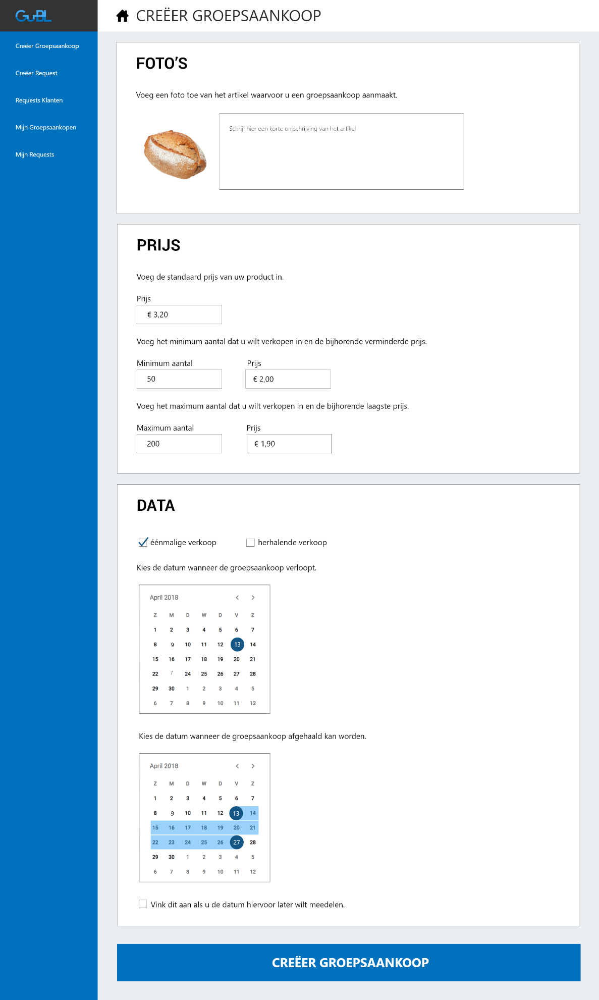 GUBL
CREËER GROEPSAANKOOP
Creëer Groepsaankoop
Creëer Request
Requests Klanten
Mijn Groepsaankopen
Mijn Requests
FOTO'S
Voeg een foto toe van het artikel waarvoor u een groepsaankoop aanmaakt.
Schrijf hier een korte omschrijving van het artikel
PRIJS
Voeg de standaard prijs van uw product in.
Prijs
€ 3,20
Voeg het minimum aantal dat u wilt verkopen in en de bijhorende verminderde prijs.
Minimum aantal Prijs
50 € 2,00
Voeg het maximum aantal dat u wilt verkopen in en de bijhorende laagste prijs.
Maximum aantal Prijs
200 € 1,90
DATA
éénmalige verkoop herhalende verkoop
Kies de datum wanneer de groepsaankoop verloopt.
April 2018 < >
Z M D W D V Z
1 2 3 4 5 6 7
8 9 10 11 12 13 14
15 16 17 18 19 20 21
22 7 24 25 26 27 28
29 30 1 2 3 4 5
6 7 8 9 10 11 12
Kies de datum wanneer de groepsaankoop afgehaald kan worden.
April 2018 < >
Z M D W D V Z
1 2 3 4 5 6 7
8 9 10 11 12 13 14
15 16 17 18 19 20 21
22 23 24 25 26 27 28
29 30 1 2 3 4 5
6 7 8 9 10 11 12
Vink dit aan als u de datum hiervoor later wilt meedelen.
CREËER GROEPSAANKOOP